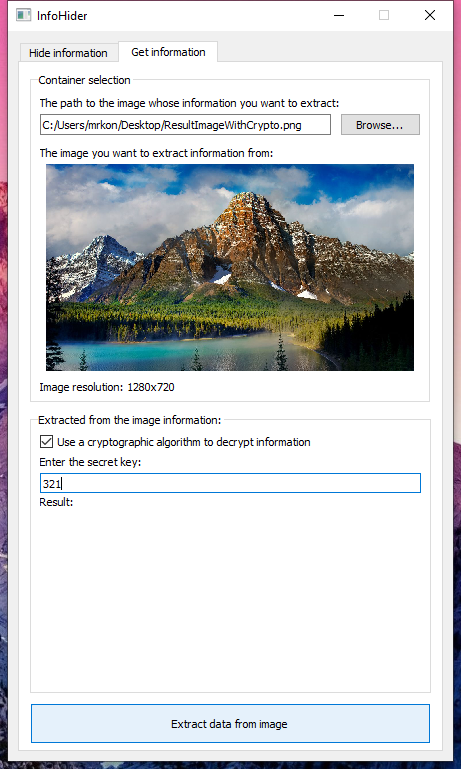 InfoHider
Hide information Get information
Container selection
The path to the image whose information you want to extract:
C:/Users/mrkon/Desktop/ResultImageWithCrypto.png Browse...
The image you want to extract information from:
Image resolution: 1280x720
Extracted from the image information:
Use a cryptographic algorithm to decrypt information
Enter the secret key:
321
Result:
Extract data from image